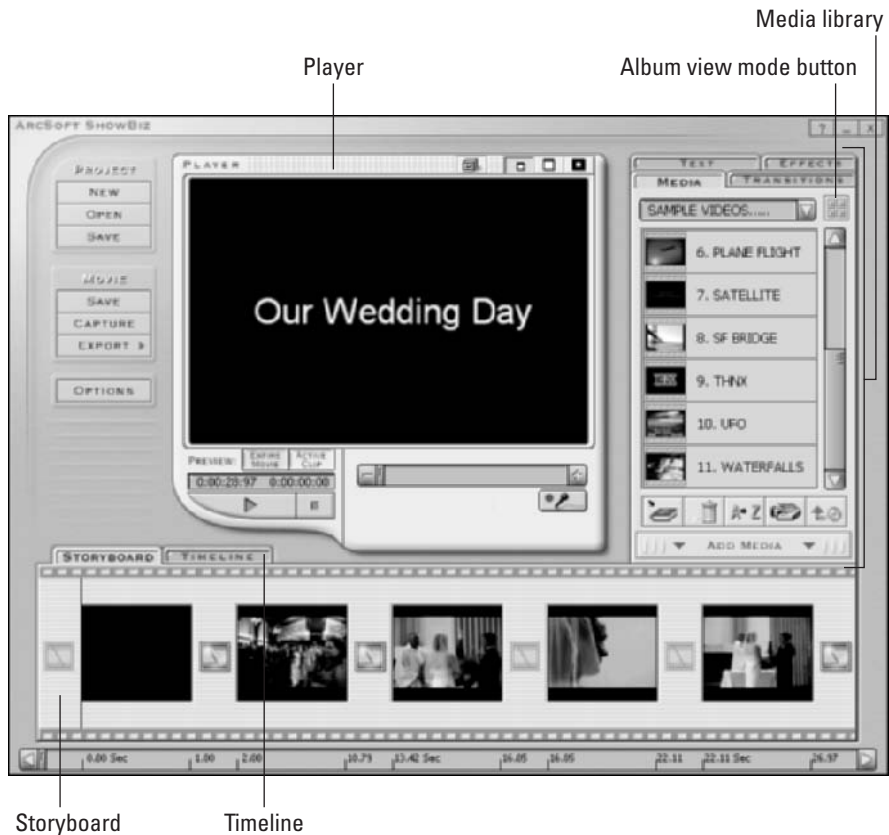 Media library
Player
Album view mode button
ARCSOFT SHOWBIZ
? _ X
PROJECT
NEW
OPEN
SAVE
MOVIE
SAVE
CAPTURE
EXPORT
OPTIONS
PLAYER
Our Wedding Day
PREVIEW:
ENTIRE MOVIE
ACTIVE CLIP
0:00:28:97 0:00:00:00
TEXT
EFFECTS
MEDIA
TRANSITIONS
SAMPLE VIDEOS.....
6. PLANE FLIGHT
7. SATELLITE
8. SF BRIDGE
9. THNX
10. UFO
11. WATERFALLS
A Z
ADD MEDIA
STORYBOARD
TIMELINE
0.00 Sec 1.00 2.00 10.79 13.42 Sec 16.05 16.05 22.11 22.11 Sec 26.97
Storyboard
Timeline